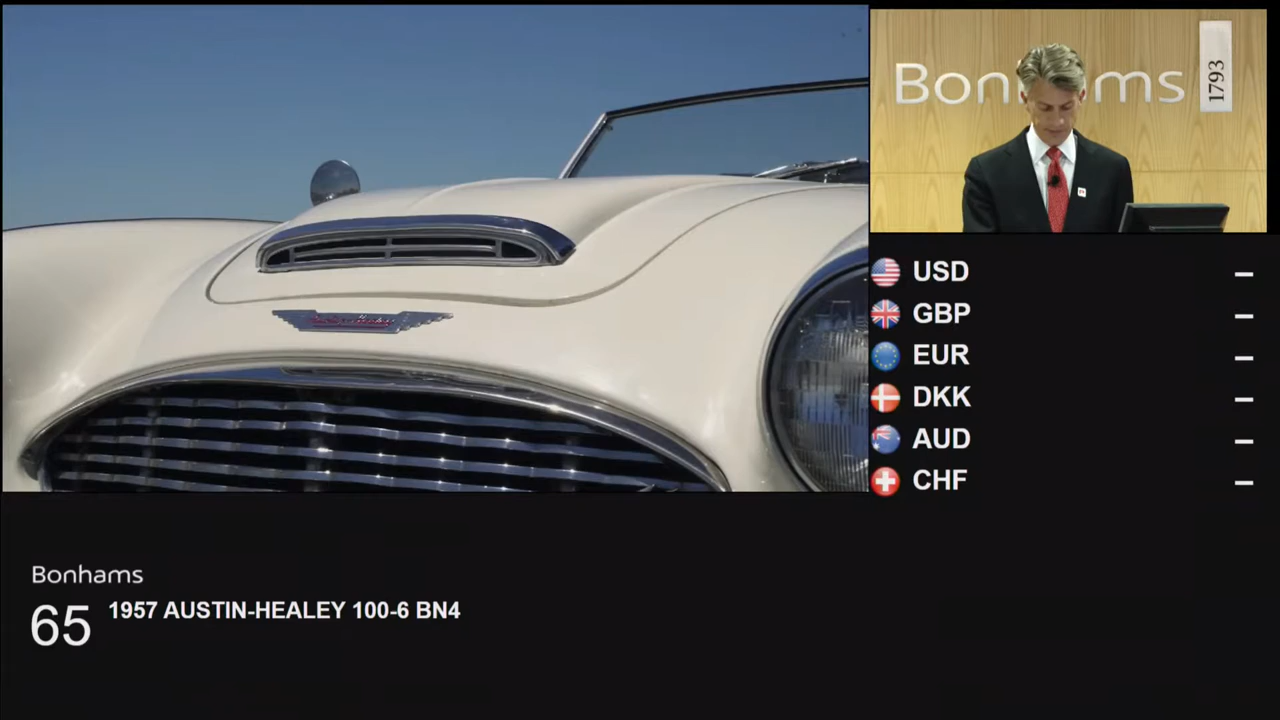 Bonhams
1793
USD –
GBP –
EUR –
DKK –
AUD –
CHF –
Bonhams
65 1957 AUSTIN-HEALEY 100-6 BN4